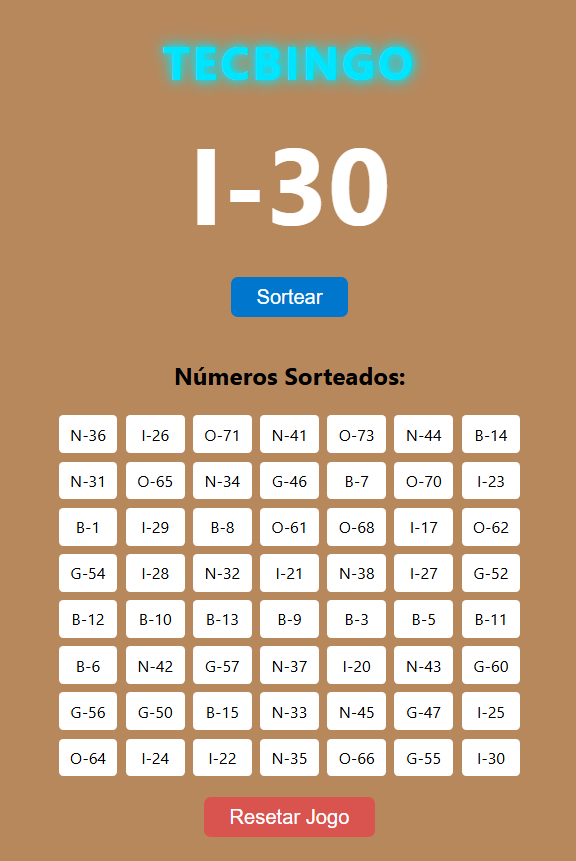 TECBINGO
I-30
Sortear
Números Sorteados:
N-36 I-26 O-71 N-41 O-73 N-44 B-14
N-31 O-65 N-34 G-46 B-7 O-70 I-23
B-1 I-29 B-8 O-61 O-68 I-17 O-62
G-54 I-28 N-32 I-21 N-38 I-27 G-52
B-12 B-10 B-13 B-9 B-3 B-5 B-11
B-6 N-42 G-57 N-37 I-20 N-43 G-60
G-56 G-50 B-15 N-33 N-45 G-47 I-25
O-64 I-24 I-22 N-35 O-66 G-55 I-30
Resetar Jogo